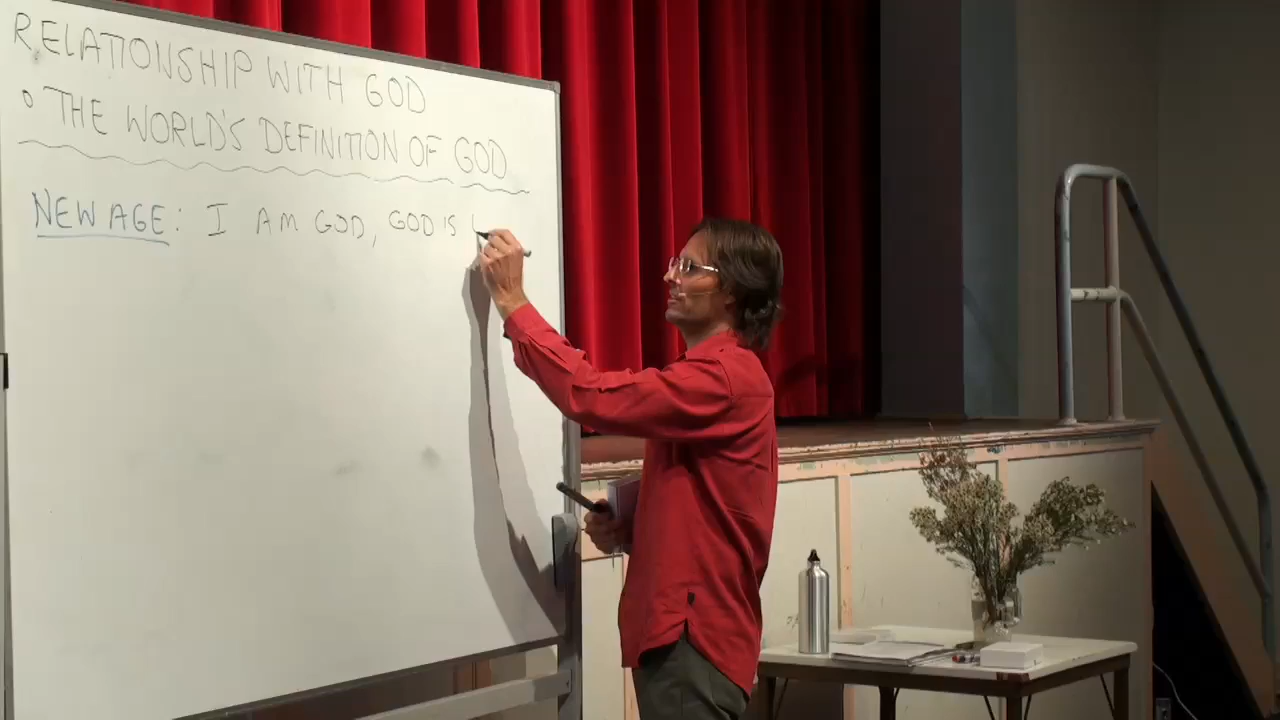 RELATIONSHIP WITH GOD
° THE WORLD'S DEFINITION OF GOD
NEW AGE: I AM GOD, GOD IS